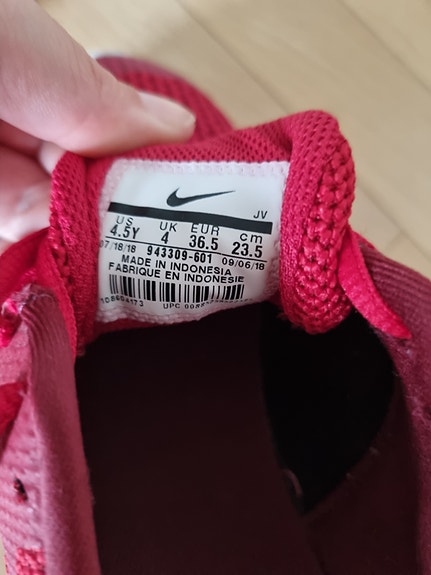 JV
US UK EUR cm
4.5Y 4 36.5 23.5
07/18/18 943309-601 09/06/18
MADE IN INDONESIA
FABRIQUE EN INDONESIE
UPC